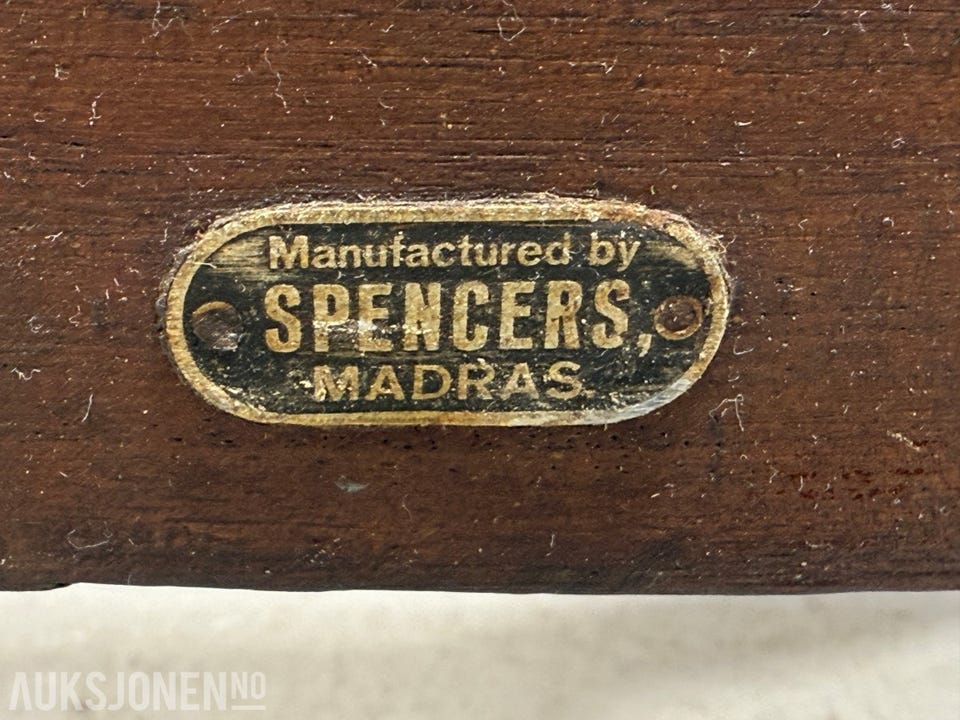 Manufactured by
SPENCERS,
MADRAS
AUKSJONEN NO